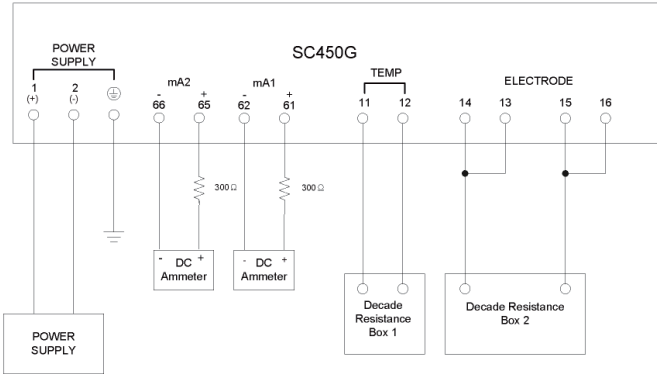 SC450G
POWER
SUPPLY
mA2
mA1
TEMP
ELECTRODE
1
(+)
2
(-)
-
66
+
65
-
62
+
61
11
12
14
13
15
16
300 Ω
300 Ω
- DC +
Ammeter
- DC +
Ammeter
Decade
Resistance
Box 1
Decade Resistance
Box 2
POWER
SUPPLY